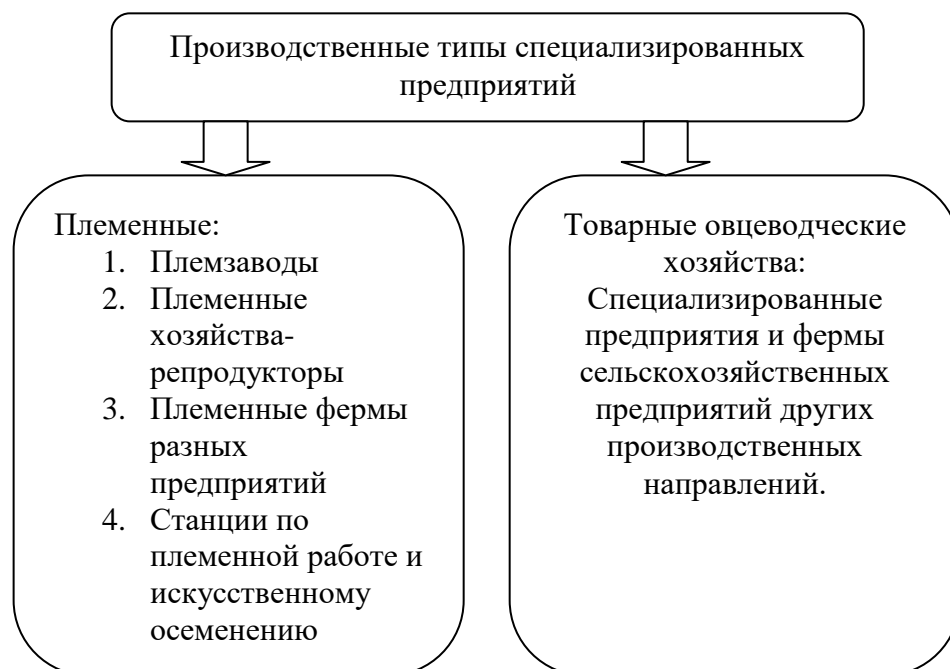 Производственные типы специализированных
предприятий
Племенные:
1. Племзаводы
2. Племенные
хозяйства-
репродукторы
3. Племенные фермы
разных
предприятий
4. Станции по
племенной работе и
искусственному
осеменению
Товарные овцеводческие
хозяйства:
Специализированные
предприятия и фермы
сельскохозяйственных
предприятий других
производственных
направлений.